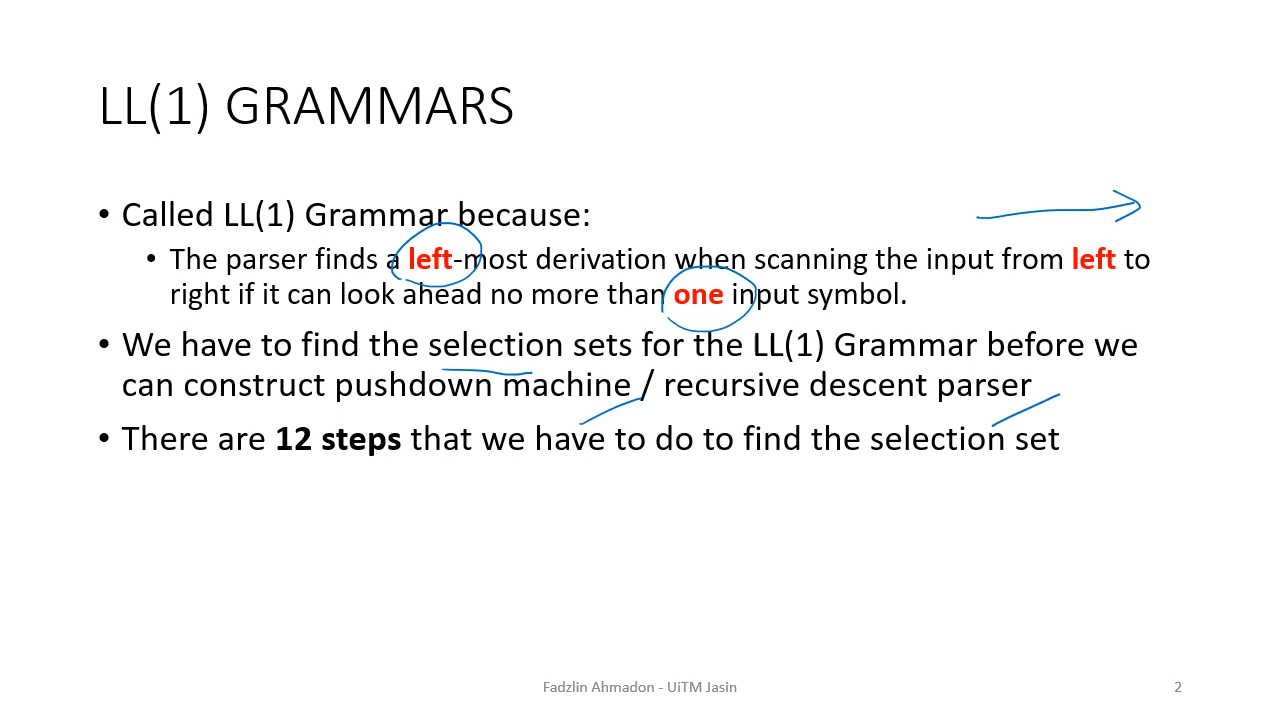 LL(1) GRAMMARS
• Called LL(1) Grammar because:
• The parser finds a left-most derivation when scanning the input from left to
right if it can look ahead no more than one input symbol.
• We have to find the selection sets for the LL(1) Grammar before we
can construct pushdown machine / recursive descent parser
• There are 12 steps that we have to do to find the selection set
Fadzlin Ahmadon - UiTM Jasin
2